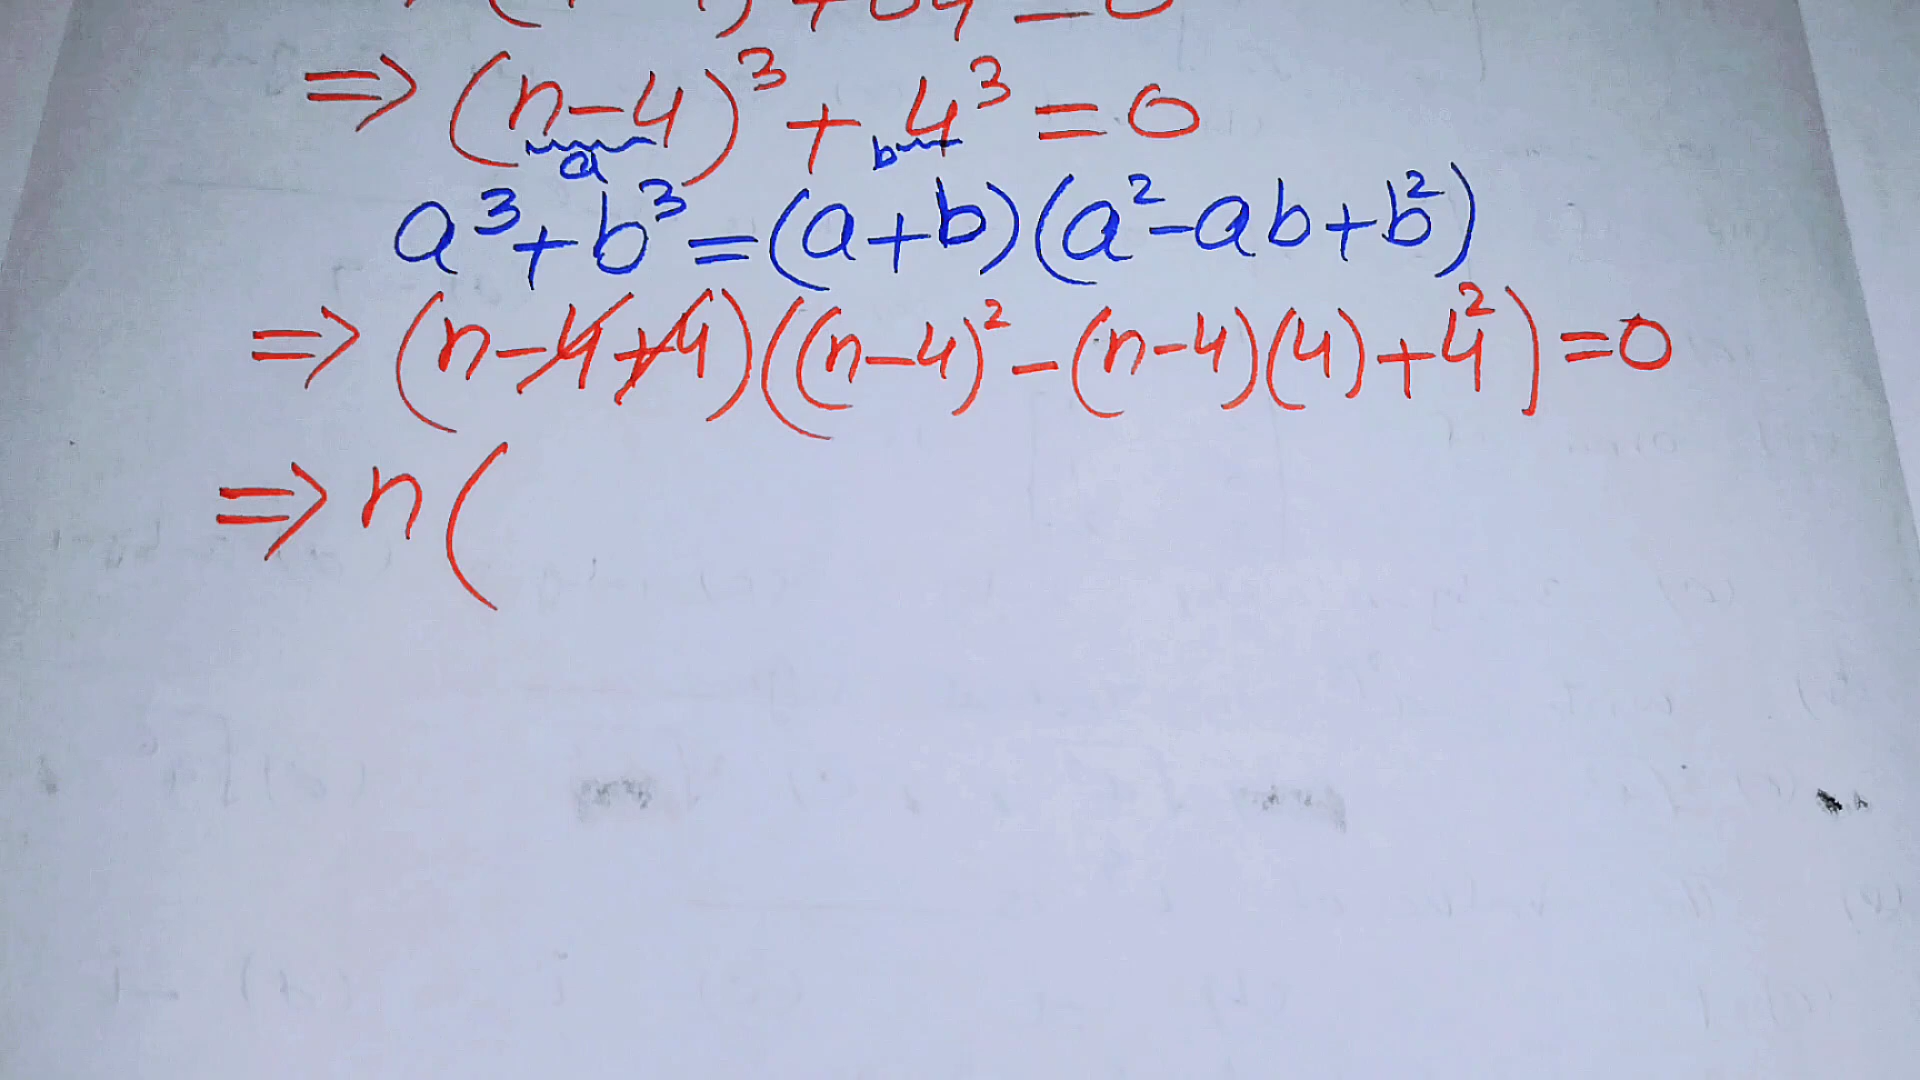 ⇒ (n-4)³ + 4³ = 0
a b
a³+b³=(a+b)(a²-ab+b²)
⇒ (n-4+4)((n-4)²-(n-4)(4)+4²)=0
⇒ n(